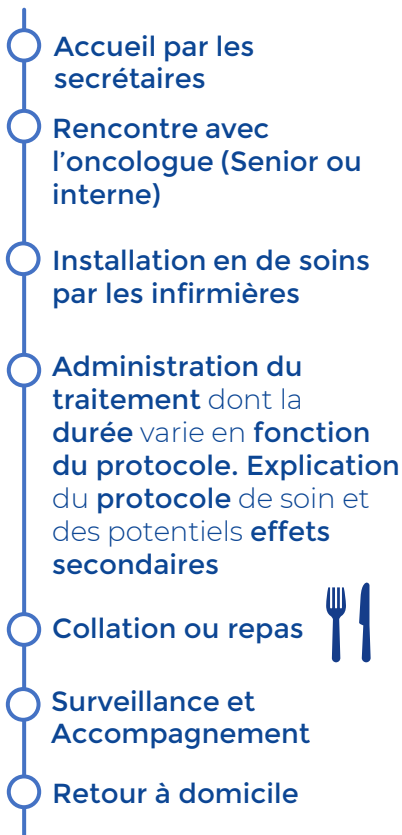 Accueil par les
secrétaires
Rencontre avec
l'oncologue (Senior ou
interne)
Installation en de soins
par les infirmières
Administration du
traitement dont la
durée varie en fonction
du protocole. Explication
du protocole de soin et
des potentiels effets
secondaires
Collation ou repas
Surveillance et
Accompagnement
Retour à domicile